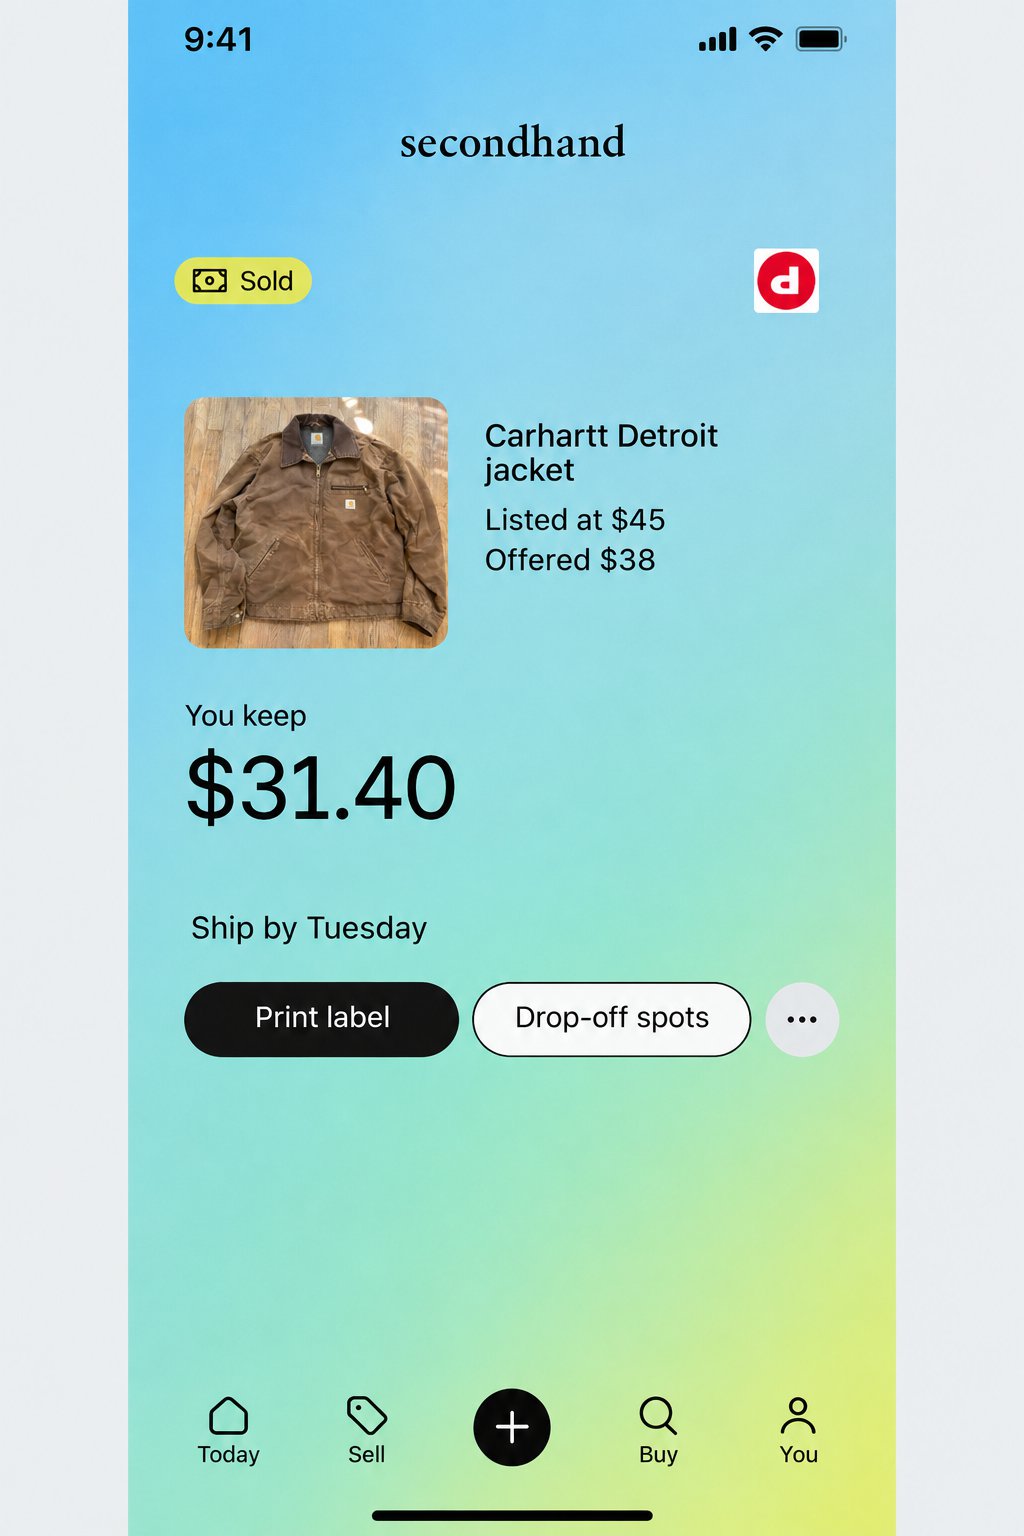 9:41
secondhand
Sold
Carhartt Detroit
jacket
Listed at $45
Offered $38
You keep
$31.40
Ship by Tuesday
Print label
Drop-off spots
Today
Sell
Buy
You